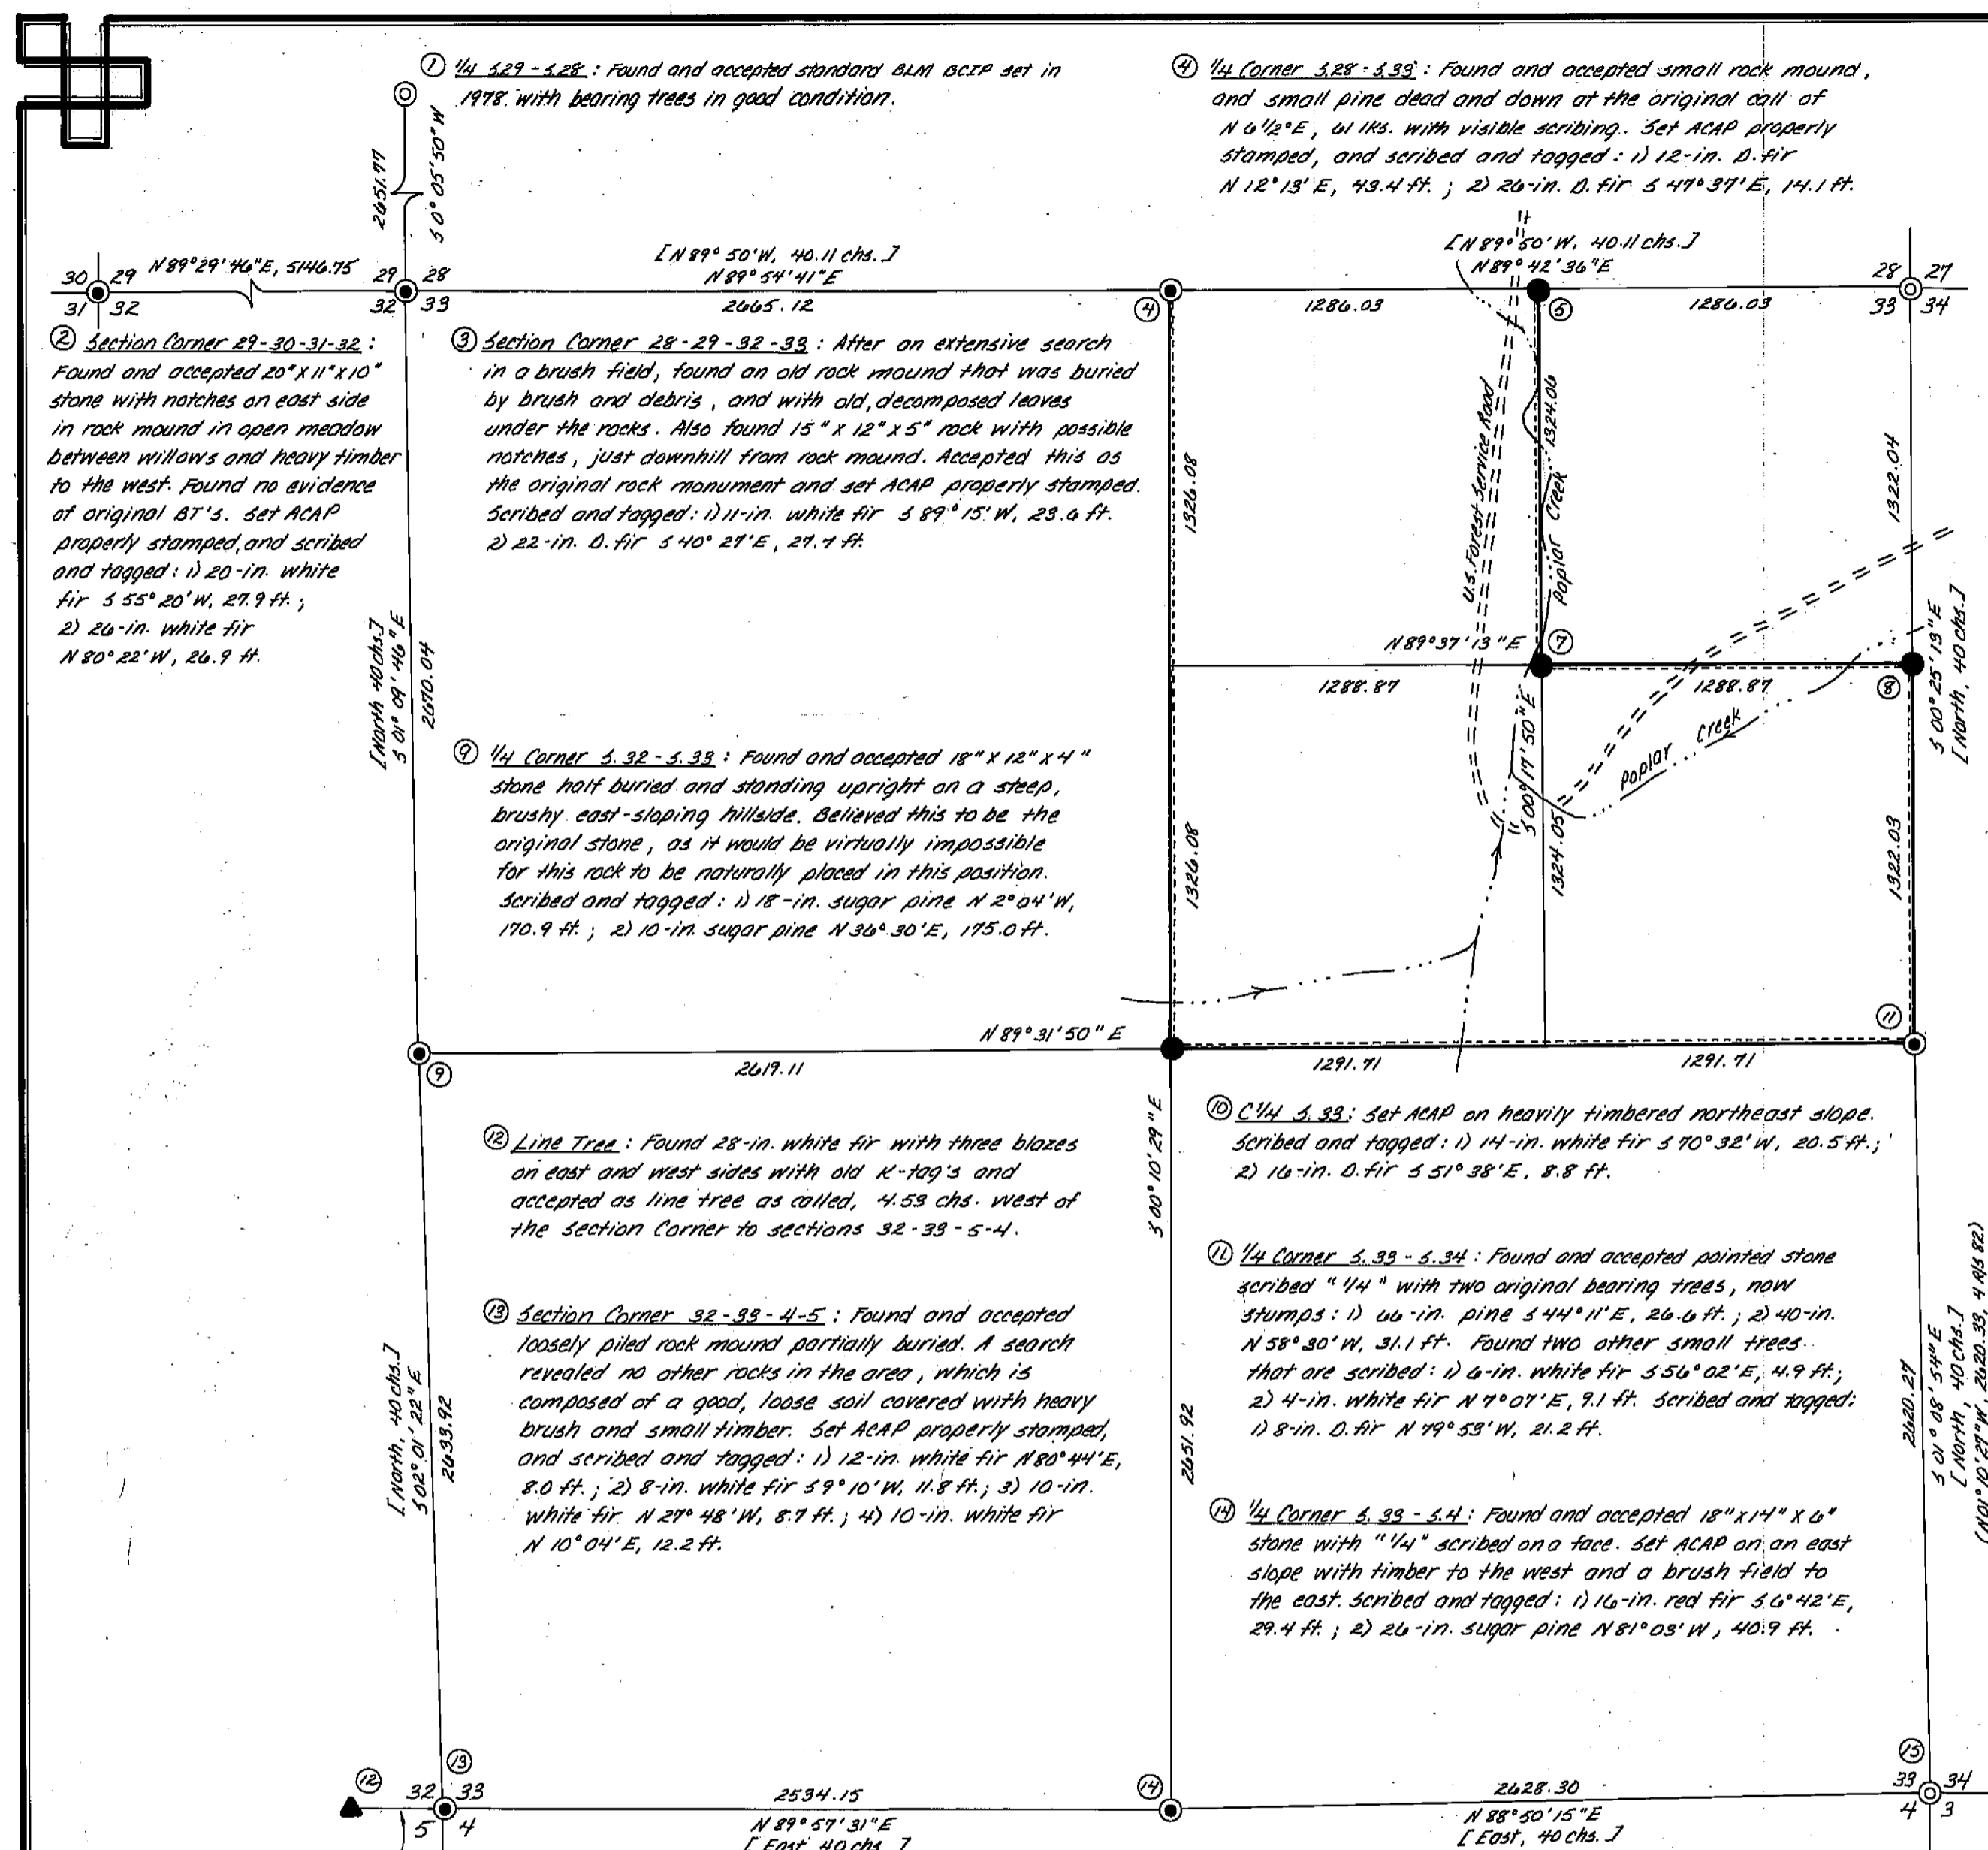 ① 1/4 S.29 - S.28 : Found and accepted standard BLM BCIP set in
1978 with bearing trees in good condition.
④ 1/4 Corner S.28 - S.33 : Found and accepted small rock mound,
and small pine dead and down at the original call of
N 6 1/2° E, 61 lks. with visible scribing. Set ACAP properly
stamped, and scribed and tagged : 1) 12-in. D.fir
N 12° 13' E, 43.4 ft. ; 2) 26-in. D.fir S 47° 37' E, 14.1 ft.
2651.77
S 0° 05' 50" W
[N 89° 50' W, 40.11 chs.]
N 89° 54' 41" E
2665.12
[N 89° 50' W, 40.11 chs.]
N 89° 42' 36" E
1286.03
1286.03
N 89° 29' 46" E, 5146.75
30 29
31 32
29 28
32 33
④
⑤
28 27
33 34
② Section Corner 29-30-31-32 :
Found and accepted 20" X 11" X 10"
stone with notches on east side
in rock mound in open meadow
between willows and heavy timber
to the west. Found no evidence
of original BT's. Set ACAP
properly stamped, and scribed
and tagged : 1) 20-in. white
fir S 55° 20' W, 27.9 ft. ;
2) 26-in. white fir
N 80° 22' W, 26.9 ft.
③ Section Corner 28-29-32-33 : After an extensive search
in a brush field, found an old rock mound that was buried
by brush and debris, and with old, decomposed leaves
under the rocks. Also found 15" X 12" X 5" rock with possible
notches, just downhill from rock mound. Accepted this as
the original rock monument and set ACAP properly stamped.
Scribed and tagged : 1) 11-in. white fir S 89° 15' W, 23.6 ft.
2) 22-in. D.fir S 40° 27' E, 27.7 ft.
1326.08
U.S. Forest Service Road
1324.06
Poplar Creek
1322.04
[North 40 chs.]
S 01° 09' 46" E
2670.04
N 89° 37' 13" E
⑦
1288.87
1288.87
⑧
S 00° 25' 13" E
[North, 40 chs.]
Poplar Creek
S 00° 17' 50" E
1324.05
1326.08
1322.03
⑨ 1/4 Corner S.32 - S.33 : Found and accepted 18" X 12" X 4"
stone half buried and standing upright on a steep,
brushy east-sloping hillside. Believed this to be the
original stone, as it would be virtually impossible
for this rock to be naturally placed in this position.
Scribed and tagged : 1) 18-in. sugar pine N 2° 04' W,
170.9 ft. ; 2) 10-in. sugar pine N 36° 30' E, 175.0 ft.
⑪
N 89° 31' 50" E
⑨
2619.11
1291.71
1291.71
S 00° 10' 29" E
⑩ C 1/4 S.33 : Set ACAP on heavily timbered northeast slope.
Scribed and tagged : 1) 14-in. white fir S 70° 32' W, 20.5 ft. ;
2) 16-in. D.fir S 51° 38' E, 8.8 ft.
⑫ Line Tree : Found 28-in. white fir with three blazes
on east and west sides with old K-tag's and
accepted as line tree as called, 4.53 chs. west of
the Section Corner to sections 32-33-5-4.
⑪ 1/4 Corner S.33 - S.34 : Found and accepted pointed stone
scribed "1/4" with two original bearing trees, now
stumps : 1) 66-in. pine S 44° 11' E, 26.6 ft. ; 2) 40-in.
N 58° 30' W, 31.1 ft. Found two other small trees
that are scribed : 1) 6-in. white fir S 56° 02' E, 4.9 ft. ;
2) 4-in. white fir N 7° 07' E, 9.1 ft. Scribed and tagged :
1) 8-in. D.fir N 79° 53' W, 21.2 ft.
⑬ Section Corner 32-33-4-5 : Found and accepted
loosely piled rock mound partially buried. A search
revealed no other rocks in the area, which is
composed of a good, loose soil covered with heavy
brush and small timber. Set ACAP properly stamped,
and scribed and tagged : 1) 12-in. white fir N 80° 44' E,
8.0 ft. ; 2) 8-in. white fir S 9° 10' W, 11.8 ft. ; 3) 10-in.
white fir N 27° 48' W, 8.7 ft. ; 4) 10-in. white fir
N 10° 04' E, 12.2 ft.
[North, 40 chs.]
S 02° 01' 22" E
2633.92
2651.92
2620.27
S 01° 08' 54" E
[North, 40 chs.]
(N 01° 10' 27" W, 2620.33, 4 R/S 82)
⑭ 1/4 Corner S.33 - S.4 : Found and accepted 18" X 14" X 6"
stone with "1/4" scribed on a face. Set ACAP on an east
slope with timber to the west and a brush field to
the east. Scribed and tagged : 1) 16-in. red fir S 6° 42' E,
29.4 ft. ; 2) 26-in. sugar pine N 81° 03' W, 40.9 ft.
⑫
⑬
32 33
5 4
2534.15
N 89° 57' 31" E
[East, 40 chs.]
⑭
2628.30
N 88° 50' 15" E
[East, 40 chs.]
⑮
33 34
4 3